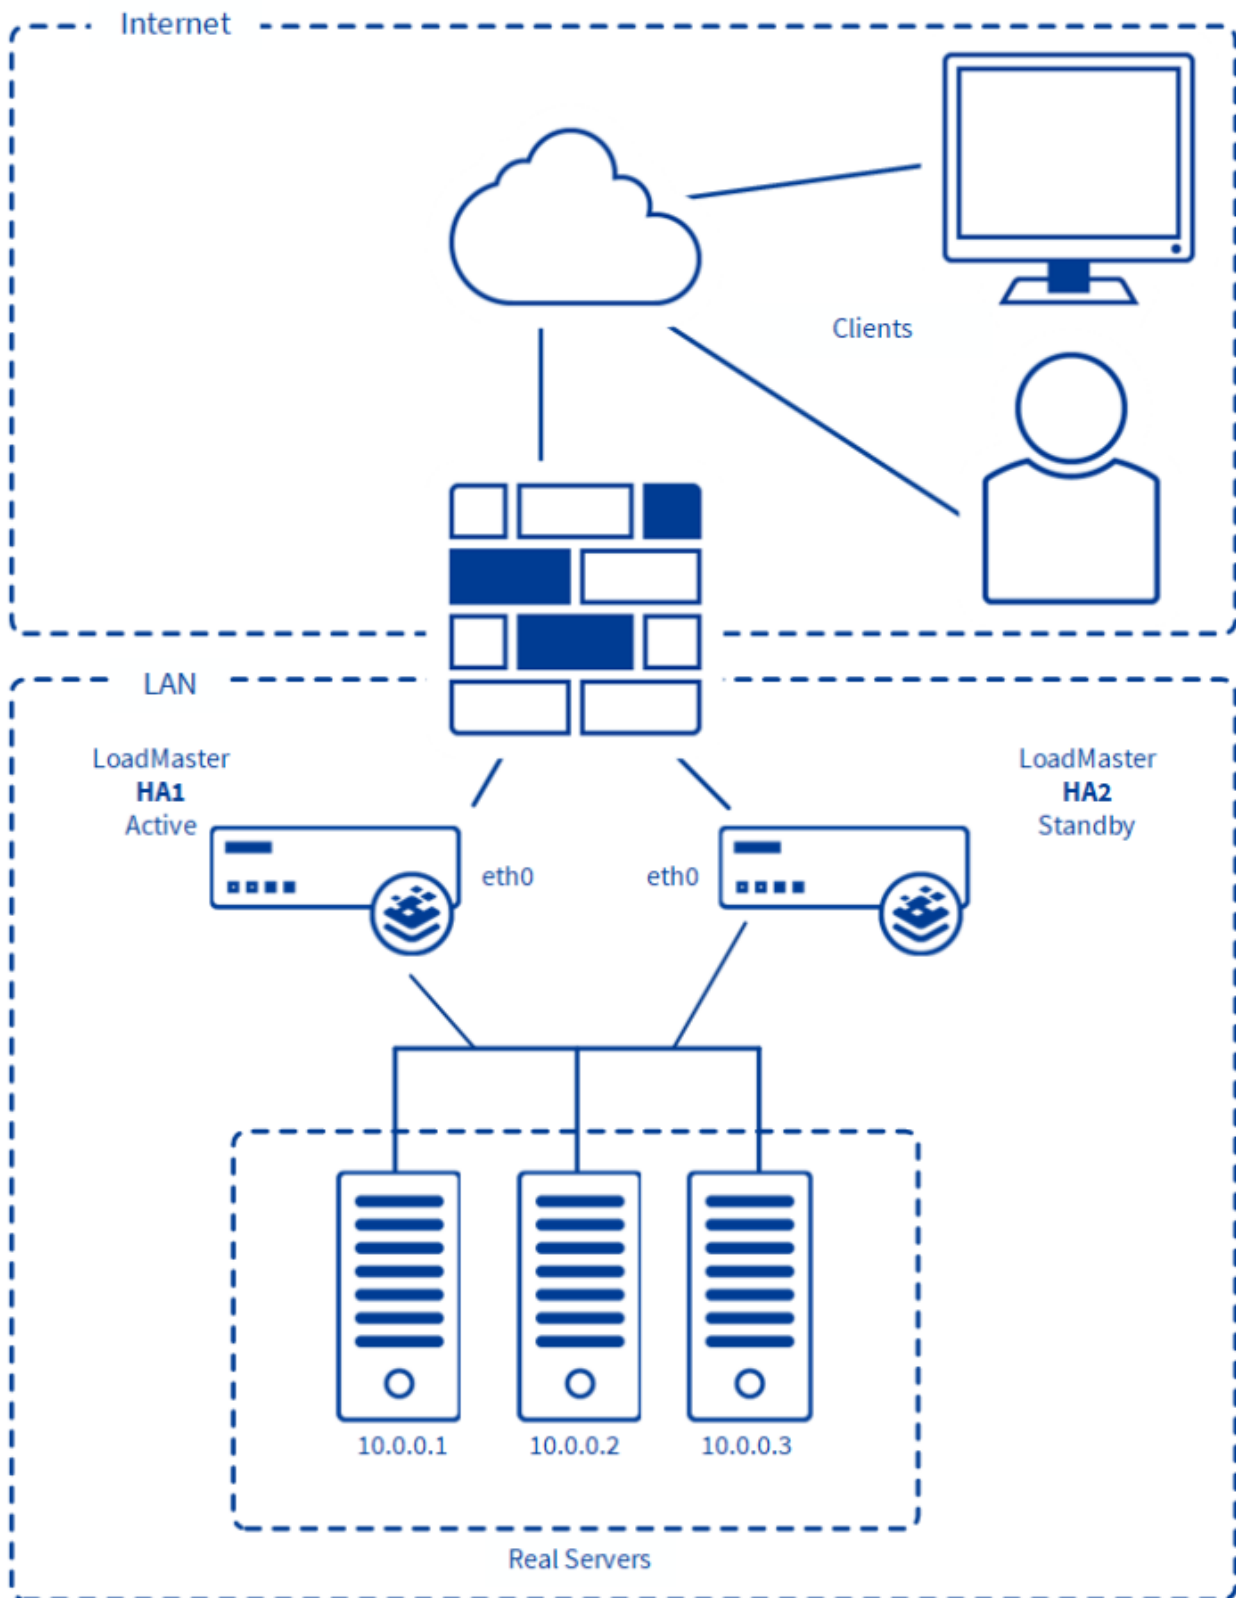 Internet
Clients
LAN
LoadMaster
HA1
Active
LoadMaster
HA2
Standby
eth0
eth0
10.0.0.1
10.0.0.2
10.0.0.3
Real Servers